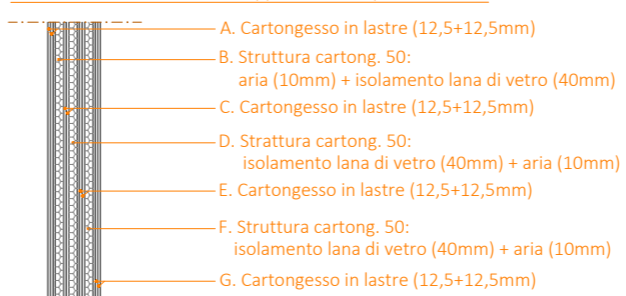 A. Cartongesso in lastre (12,5+12,5mm)
B. Struttura cartong. 50:
aria (10mm) + isolamento lana di vetro (40mm)
C. Cartongesso in lastre (12,5+12,5mm)
D. Strattura cartong. 50:
isolamento lana di vetro (40mm) + aria (10mm)
E. Cartongesso in lastre (12,5+12,5mm)
F. Struttura cartong. 50:
isolamento lana di vetro (40mm) + aria (10mm)
G. Cartongesso in lastre (12,5+12,5mm)